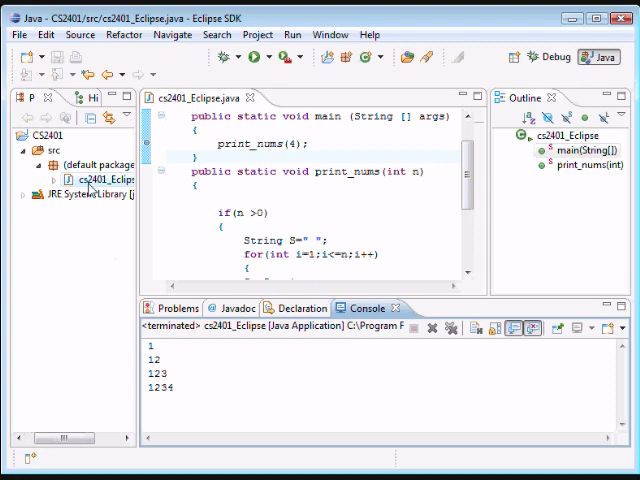 Java - CS2401/src/cs2401_Eclipse.java - Eclipse SDK
File Edit Source Refactor Navigate Search Project Run Window Help
Debug Java
P Hi
CS2401
src
(default package
cs2401_Eclips
JRE System Library [j
cs2401_Eclipse.java
public static void main (String [] args)
{
print_nums(4);
}
public static void print_nums(int n)
{
if(n >0)
{
String S=" ";
for(int i=1;i<=n;i++)
{
Outline
cs2401_Eclipse
main(String[])
print_nums(int)
Problems @ Javadoc Declaration Console
<terminated> cs2401_Eclipse [Java Application] C:\Program F
1
12
123
1234